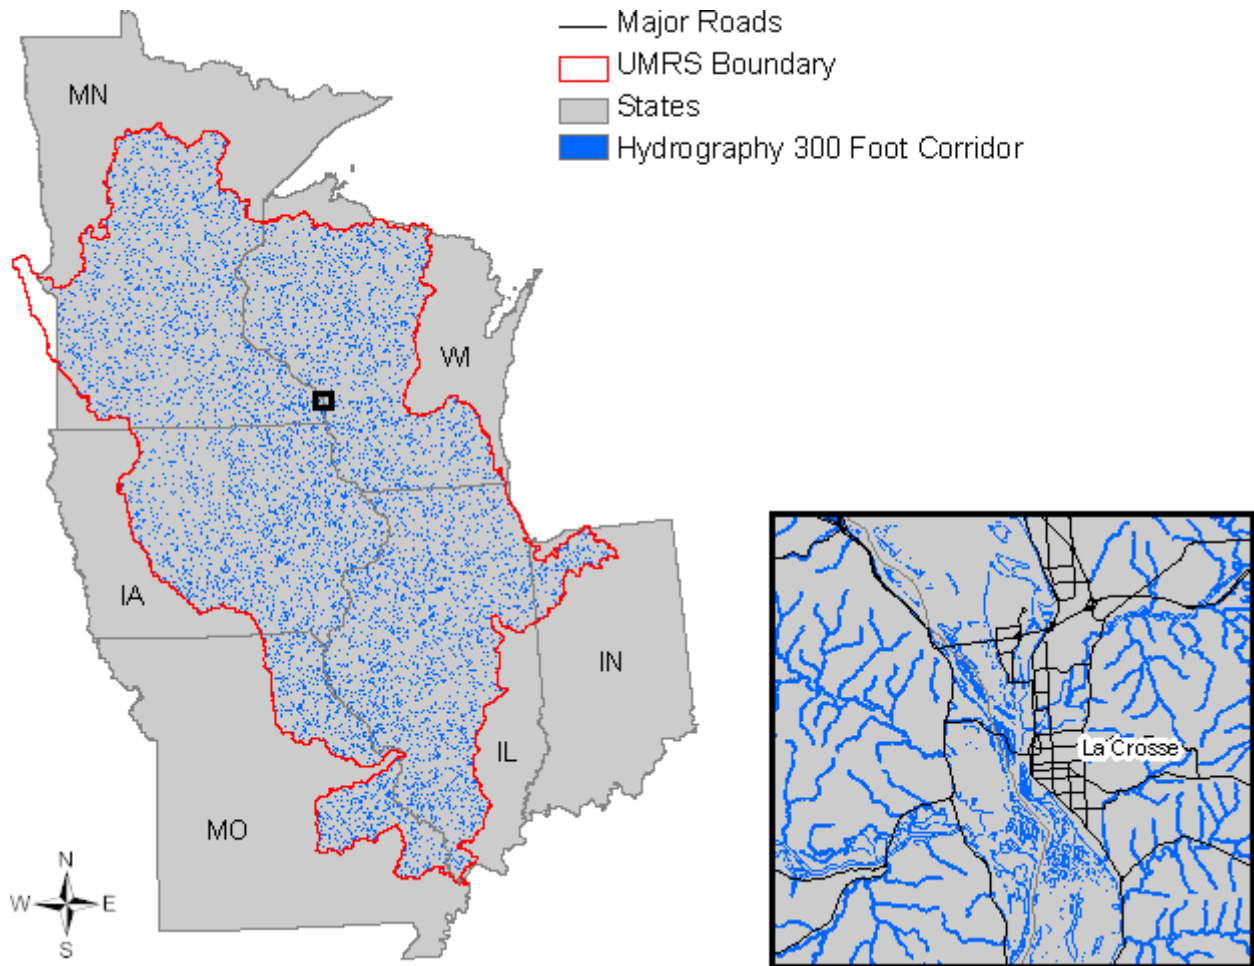 Major Roads
UMRS Boundary
States
Hydrography 300 Foot Corridor
MN
WI
IA
IN
IL
MO
La Crosse
N
W E
S